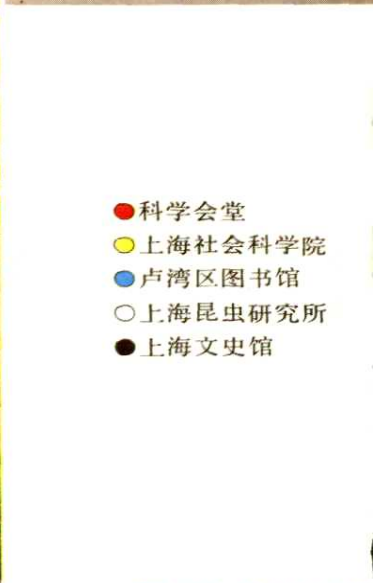 科学会堂
上海社会科学院
卢湾区图书馆
上海昆虫研究所
上海文史馆